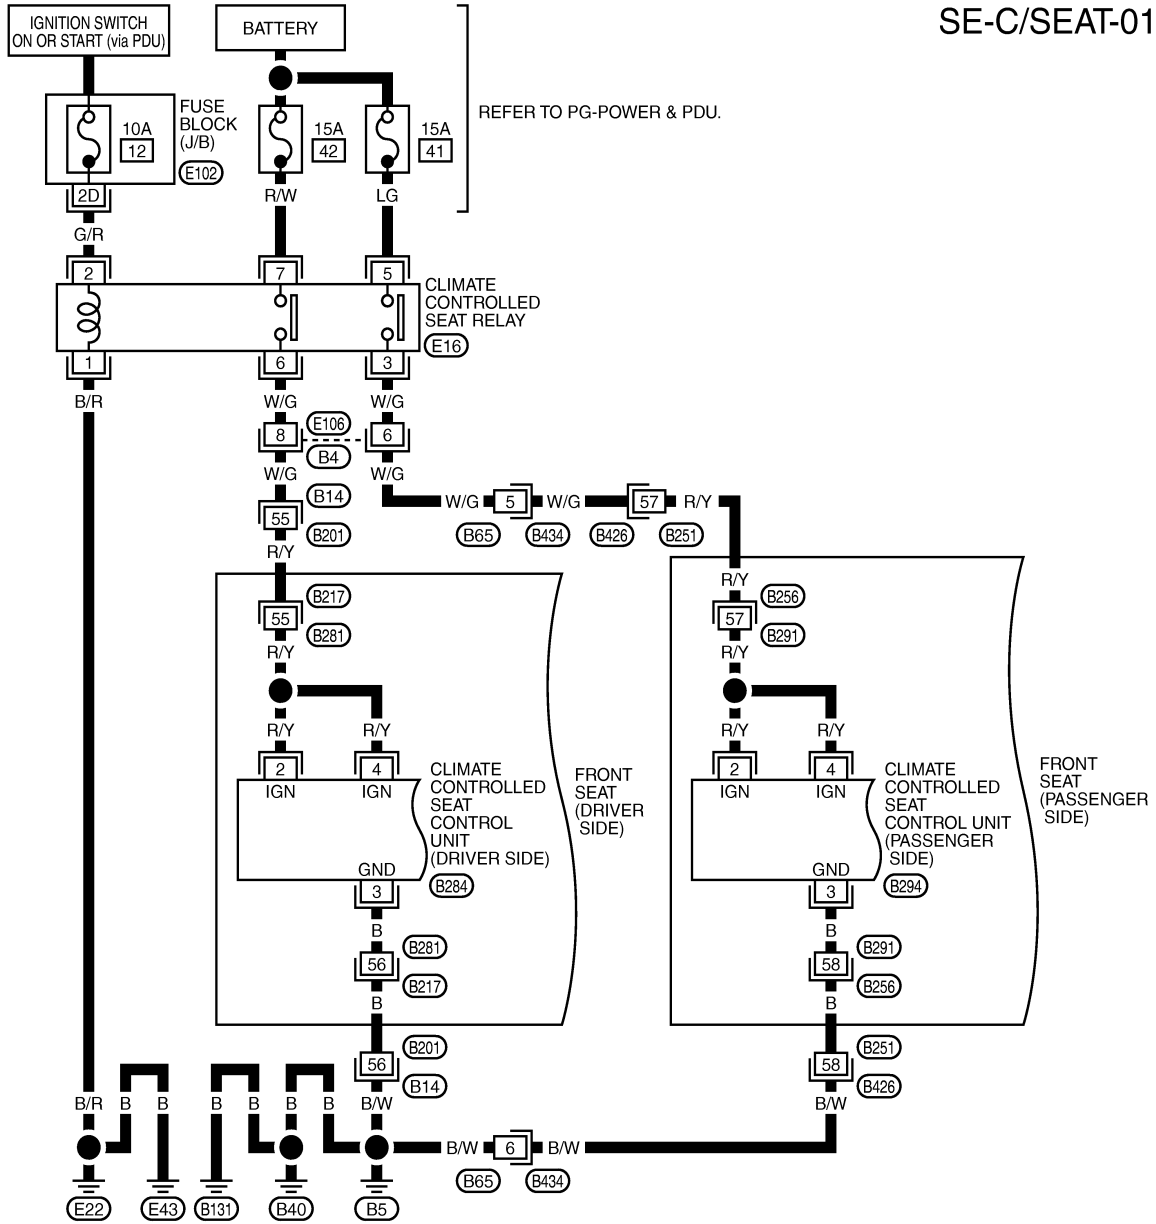 SE-C/SEAT-01
IGNITION SWITCH
ON OR START (via PDU)
BATTERY
REFER TO PG-POWER & PDU.
10A
12
FUSE
BLOCK
(J/B)
E102
15A
42
15A
41
2D
R/W
LG
G/R
2
7
5
CLIMATE
CONTROLLED
SEAT RELAY
E16
1
6
3
B/R
W/G
W/G
8
E106
6
B4
W/G
W/G
55
B14
B201
W/G
5
W/G
57
R/Y
B65
B434
B426
B251
R/Y
R/Y
55
B217
B281
57
B256
B291
R/Y
R/Y
R/Y
R/Y
R/Y
R/Y
2
4
2
4
IGN
IGN
IGN
IGN
CLIMATE
CONTROLLED
SEAT
CONTROL
UNIT
(DRIVER SIDE)
B284
FRONT
SEAT
(DRIVER
SIDE)
CLIMATE
CONTROLLED
SEAT
CONTROL UNIT
(PASSENGER
SIDE)
B294
FRONT
SEAT
(PASSENGER
SIDE)
GND
GND
3
3
B
B
56
B281
B217
58
B291
B256
B
B
56
B201
B14
58
B251
B426
B/R
B
B
B
B
B
B
B/W
B/W
B/W
6
B/W
B65
B434
E22
E43
B131
B40
B5